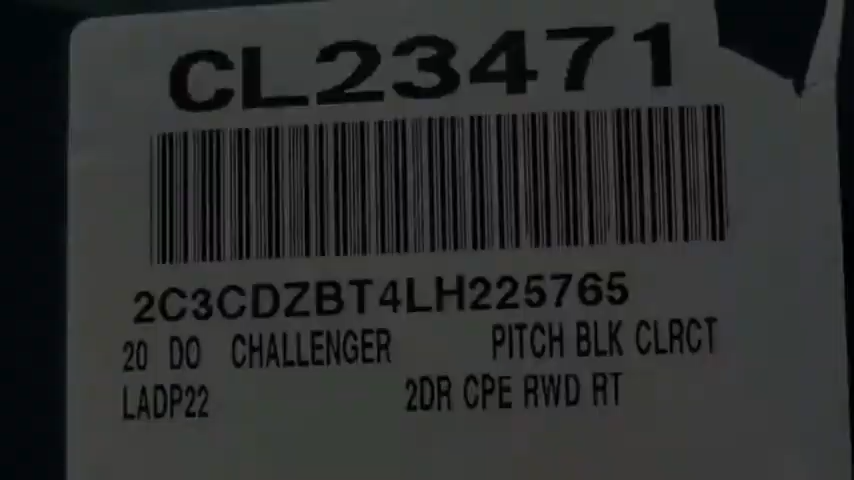 CL23471
2C3CDZBT4LH225765
20 DO CHALLENGER PITCH BLK CLRCT
LADP22 2DR CPE RWD RT